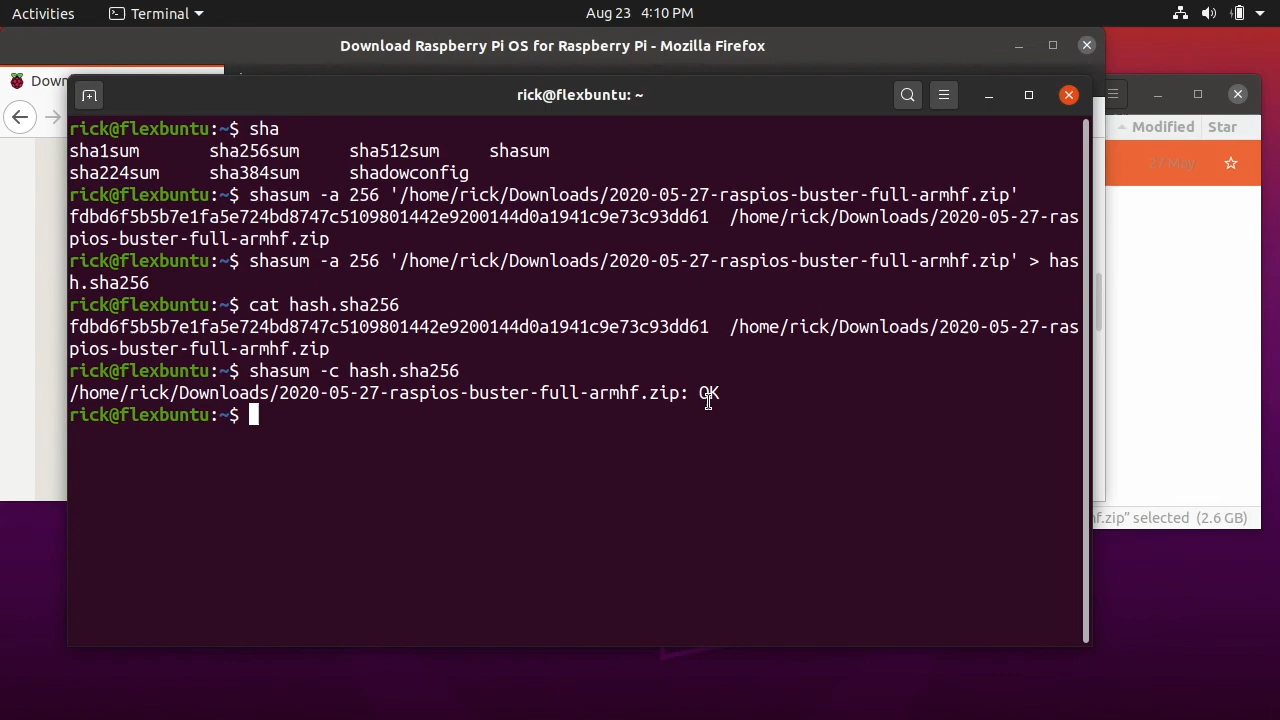 Activities Terminal Aug 23 4:10 PM
Download Raspberry Pi OS for Raspberry Pi - Mozilla Firefox
Down
rick@flexbuntu: ~
Modified Star
27 May
rick@flexbuntu:~$ sha
sha1sum sha256sum sha512sum shasum
sha224sum sha384sum shadowconfig
rick@flexbuntu:~$ shasum -a 256 '/home/rick/Downloads/2020-05-27-raspios-buster-full-armhf.zip'
fdbd6f5b5b7e1fa5e724bd8747c5109801442e9200144d0a1941c9e73c93dd61 /home/rick/Downloads/2020-05-27-ras
pios-buster-full-armhf.zip
rick@flexbuntu:~$ shasum -a 256 '/home/rick/Downloads/2020-05-27-raspios-buster-full-armhf.zip' > has
h.sha256
rick@flexbuntu:~$ cat hash.sha256
fdbd6f5b5b7e1fa5e724bd8747c5109801442e9200144d0a1941c9e73c93dd61 /home/rick/Downloads/2020-05-27-ras
pios-buster-full-armhf.zip
rick@flexbuntu:~$ shasum -c hash.sha256
/home/rick/Downloads/2020-05-27-raspios-buster-full-armhf.zip: OK
rick@flexbuntu:~$
f.zip" selected (2.6 GB)